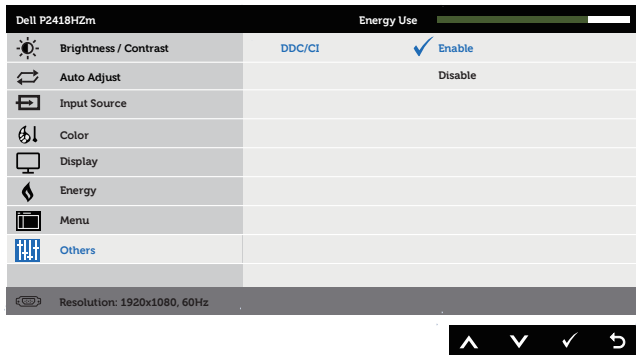 Dell P2418HZm Energy Use
Brightness / Contrast DDC/CI Enable
Auto Adjust Disable
Input Source
Color
Display
Energy
Menu
Others
Resolution: 1920x1080, 60Hz